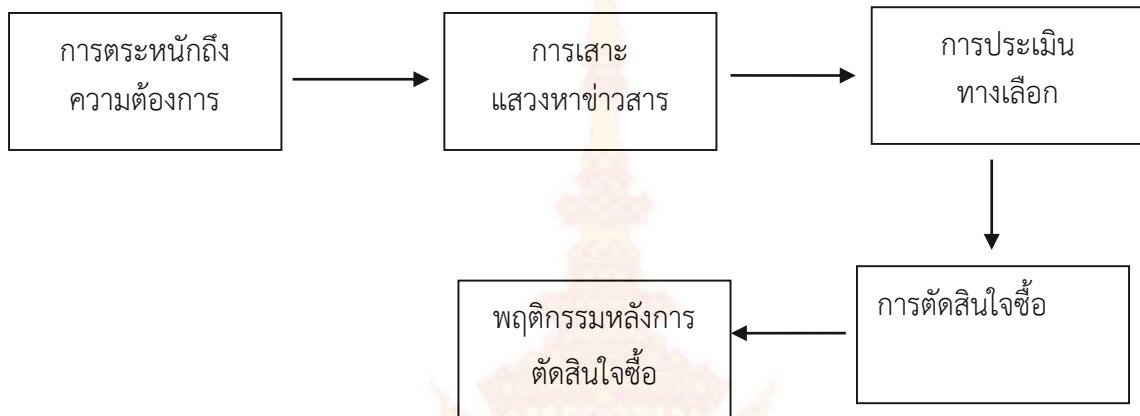 การตระหนักถึง
ความต้องการ
การเสาะ
แสวงหาข่าวสาร
การประเมิน
ทางเลือก
การตัดสินใจซื้อ
พฤติกรรมหลังการ
ตัดสินใจซื้อ